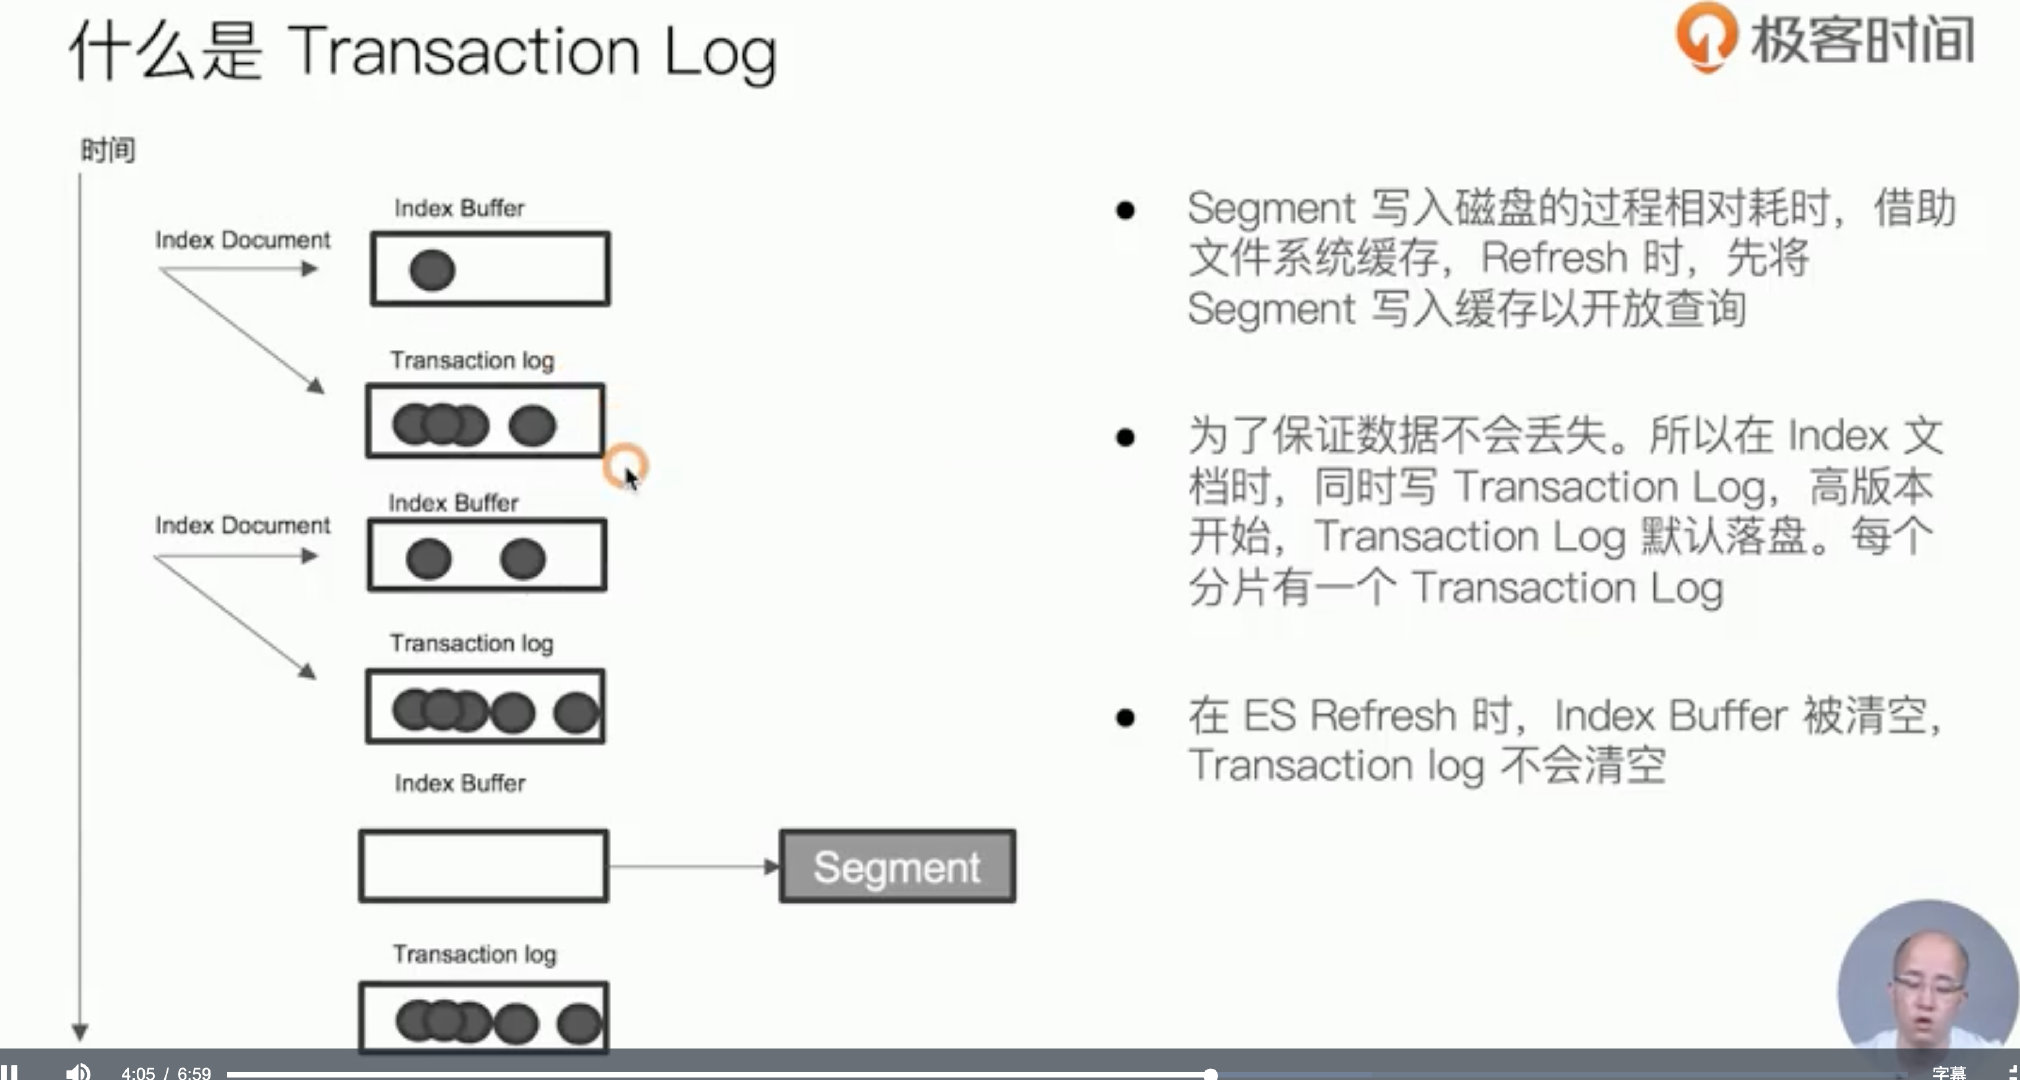 什么是 Transaction Log
极客时间
时间
Index Buffer
Index Document
Transaction log
Index Buffer
Index Document
Transaction log
Index Buffer
Segment
Transaction log
Segment 写入磁盘的过程相对耗时，借助
文件系统缓存，Refresh 时，先将
Segment 写入缓存以开放查询
为了保证数据不会丢失。所以在 Index 文
档时，同时写 Transaction Log，高版本
开始，Transaction Log 默认落盘。每个
分片有一个 Transaction Log
在 ES Refresh 时，Index Buffer 被清空，
Transaction log 不会清空
4:05 / 6:59
字幕